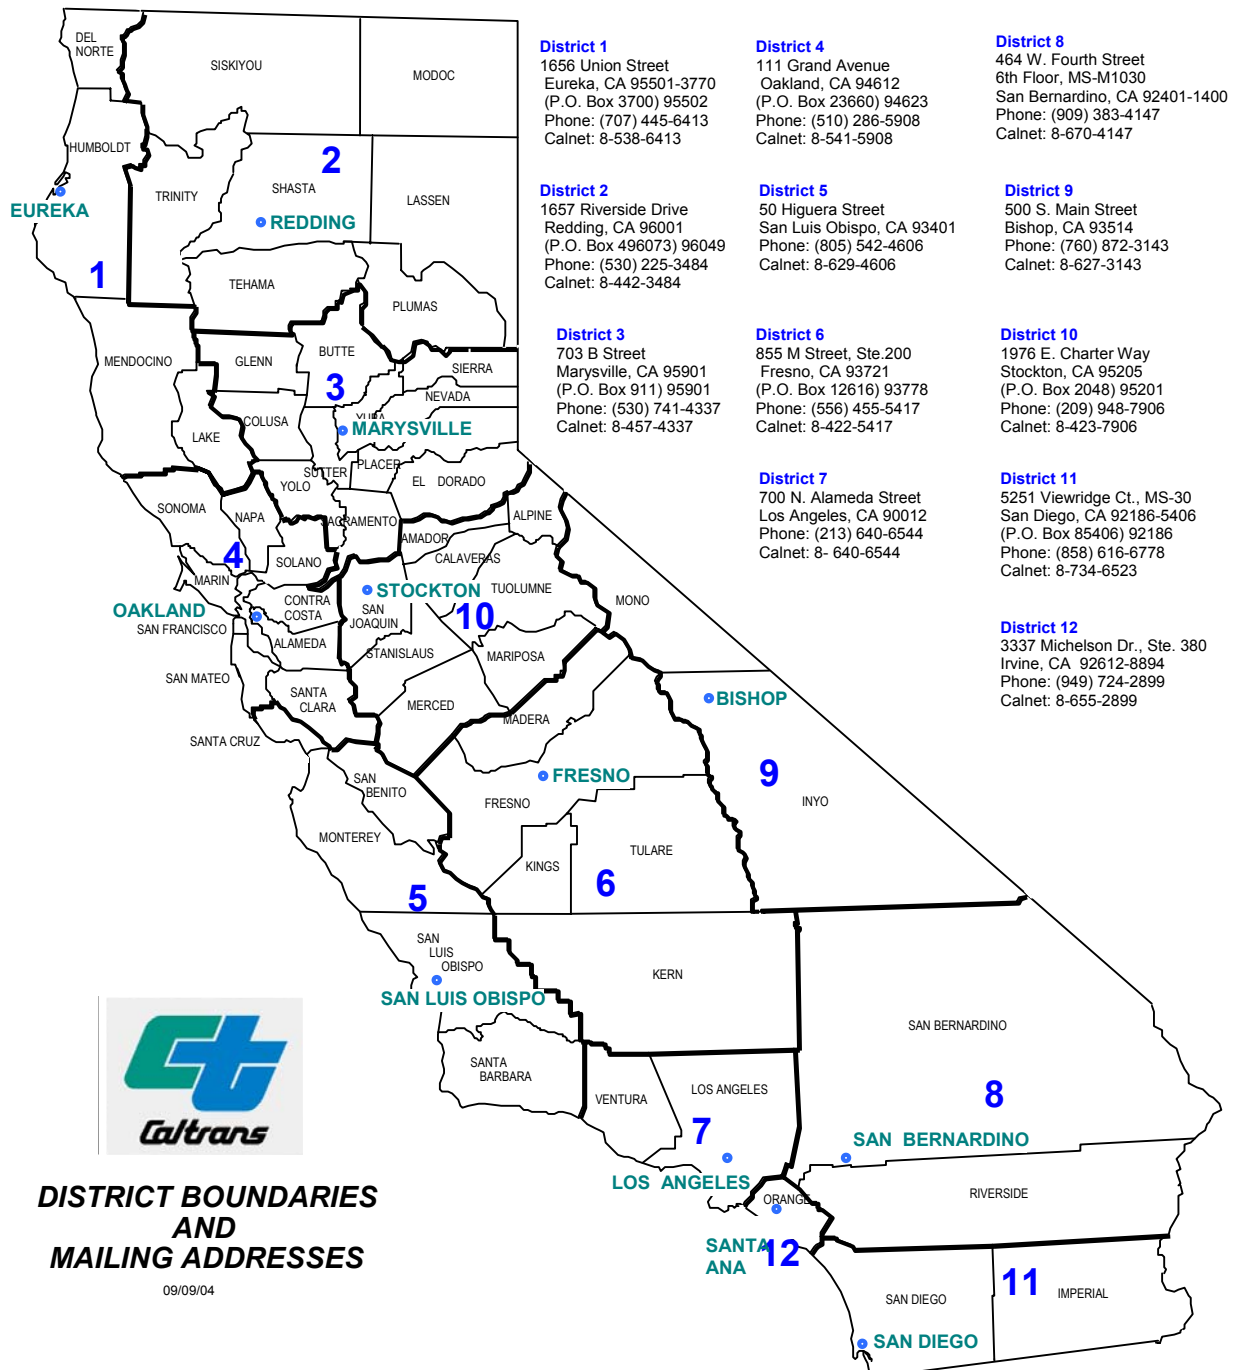 District 1
1656 Union Street
Eureka, CA 95501-3770
(P.O. Box 3700) 95502
Phone: (707) 445-6413
Calnet: 8-538-6413
District 4
111 Grand Avenue
Oakland, CA 94612
(P.O. Box 23660) 94623
Phone: (510) 286-5908
Calnet: 8-541-5908
District 8
464 W. Fourth Street
6th Floor, MS-M1030
San Bernardino, CA 92401-1400
Phone: (909) 383-4147
Calnet: 8-670-4147
District 2
1657 Riverside Drive
Redding, CA 96001
(P.O. Box 496073) 96049
Phone: (530) 225-3484
Calnet: 8-442-3484
District 5
50 Higuera Street
San Luis Obispo, CA 93401
Phone: (805) 542-4606
Calnet: 8-629-4606
District 9
500 S. Main Street
Bishop, CA 93514
Phone: (760) 872-3143
Calnet: 8-627-3143
District 3
703 B Street
Marysville, CA 95901
(P.O. Box 911) 95901
Phone: (530) 741-4337
Calnet: 8-457-4337
District 6
855 M Street, Ste.200
Fresno, CA 93721
(P.O. Box 12616) 93778
Phone: (556) 455-5417
Calnet: 8-422-5417
District 10
1976 E. Charter Way
Stockton, CA 95205
(P.O. Box 2048) 95201
Phone: (209) 948-7906
Calnet: 8-423-7906
District 7
700 N. Alameda Street
Los Angeles, CA 90012
Phone: (213) 640-6544
Calnet: 8- 640-6544
District 11
5251 Viewridge Ct., MS-30
San Diego, CA 92186-5406
(P.O. Box 85406) 92186
Phone: (858) 616-6778
Calnet: 8-734-6523
District 12
3337 Michelson Dr., Ste. 380
Irvine, CA 92612-8894
Phone: (949) 724-2899
Calnet: 8-655-2899
DEL
NORTE
SISKIYOU
MODOC
HUMBOLDT
2
TRINITY
SHASTA
LASSEN
EUREKA
REDDING
1
TEHAMA
PLUMAS
MENDOCINO
GLENN
BUTTE
SIERRA
3
NEVADA
COLUSA
YUBA
MARYSVILLE
LAKE
SUTTER
PLACER
YOLO
EL DORADO
SONOMA
NAPA
SACRAMENTO
ALPINE
AMADOR
4
SOLANO
CALAVERAS
MARIN
STOCKTON
TUOLUMNE
MONO
CONTRA
COSTA
SAN
JOAQUIN
10
OAKLAND
SAN FRANCISCO
ALAMEDA
STANISLAUS
MARIPOSA
SAN MATEO
SANTA
CLARA
MERCED
BISHOP
MADERA
SANTA CRUZ
SAN
BENITO
FRESNO
9
FRESNO
INYO
MONTEREY
TULARE
KINGS
6
5
SAN
LUIS
OBISPO
KERN
SAN LUIS OBISPO
SAN BERNARDINO
SANTA
BARBARA
VENTURA
LOS ANGELES
8
7
SAN BERNARDINO
LOS ANGELES
RIVERSIDE
ORANGE
SANTA
ANA
12
11
SAN DIEGO
IMPERIAL
SAN DIEGO
Ct
Caltrans
DISTRICT BOUNDARIES
AND
MAILING ADDRESSES
09/09/04